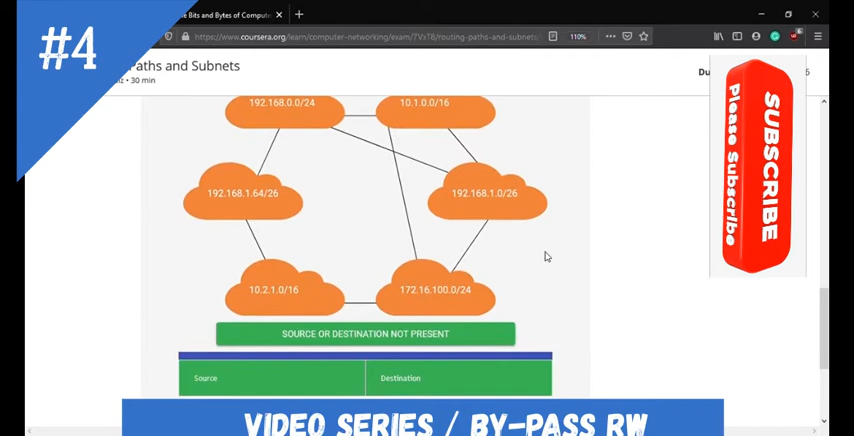 #4
e Bits and Bytes of Compute
https://www.coursera.org/learn/computer-networking/exam/7VxT8/routing-paths-and-subnets/
110%
Paths and Subnets
30 min
Du
192.168.0.0/24
10.1.0.0/16
192.168.1.64/26
192.168.1.0/26
10.2.1.0/16
172.16.100.0/24
SOURCE OR DESTINATION NOT PRESENT
Source
Destination
SUBSCRIBE
Please Subscribe
VIDEO SERIES / BY-PASS RW